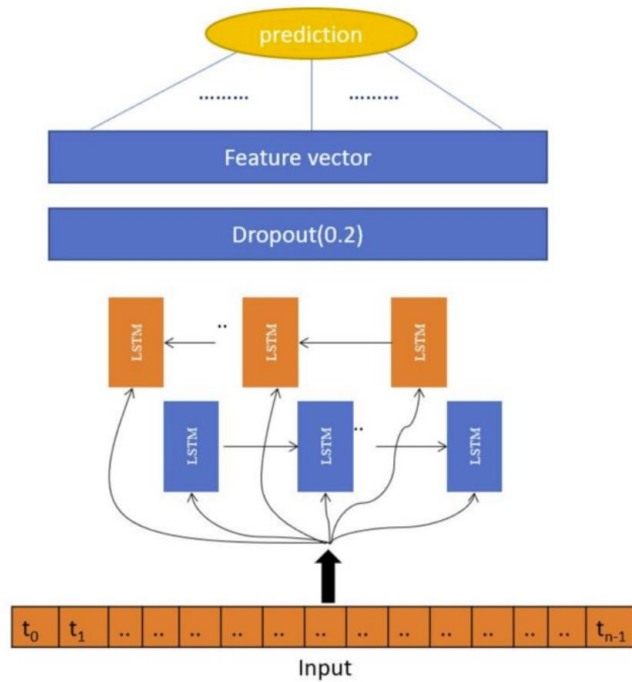 prediction
......... .........
Feature vector
Dropout(0.2)
LSTM .. LSTM LSTM
LSTM LSTM .. LSTM
t₀ t₁ .. .. .. .. .. .. .. .. .. .. .. .. tₙ₋₁
Input